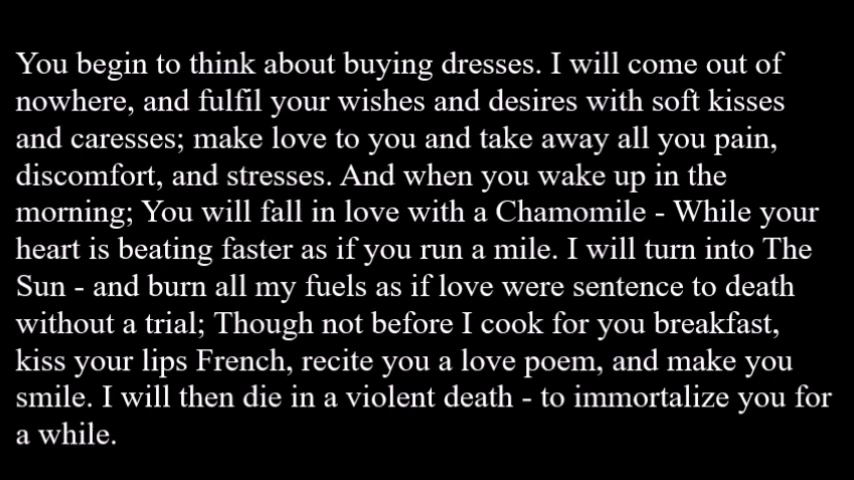 You begin to think about buying dresses. I will come out of
nowhere, and fulfil your wishes and desires with soft kisses
and caresses; make love to you and take away all you pain,
discomfort, and stresses. And when you wake up in the
morning; You will fall in love with a Chamomile - While your
heart is beating faster as if you run a mile. I will turn into The
Sun - and burn all my fuels as if love were sentence to death
without a trial; Though not before I cook for you breakfast,
kiss your lips French, recite you a love poem, and make you
smile. I will then die in a violent death - to immortalize you for
a while.